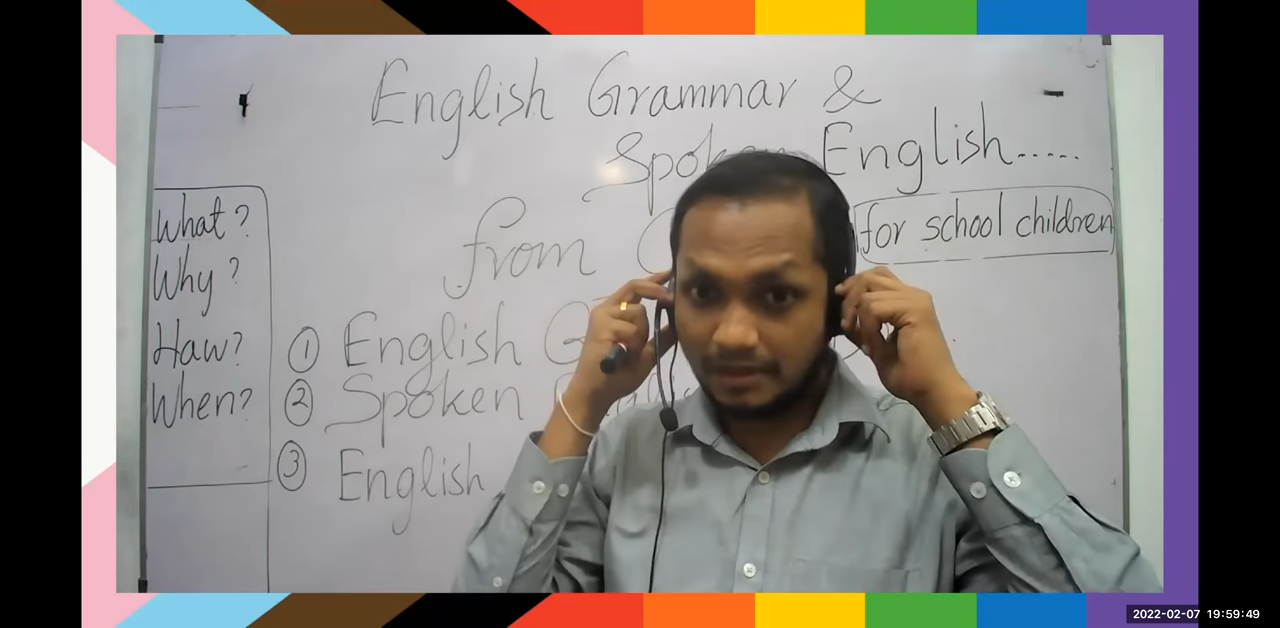 English Grammar &
English.....
from
for school children
What?
Why?
Haw?
When?
① English
② Spoken
③ English
2022-02-07 19:59:49